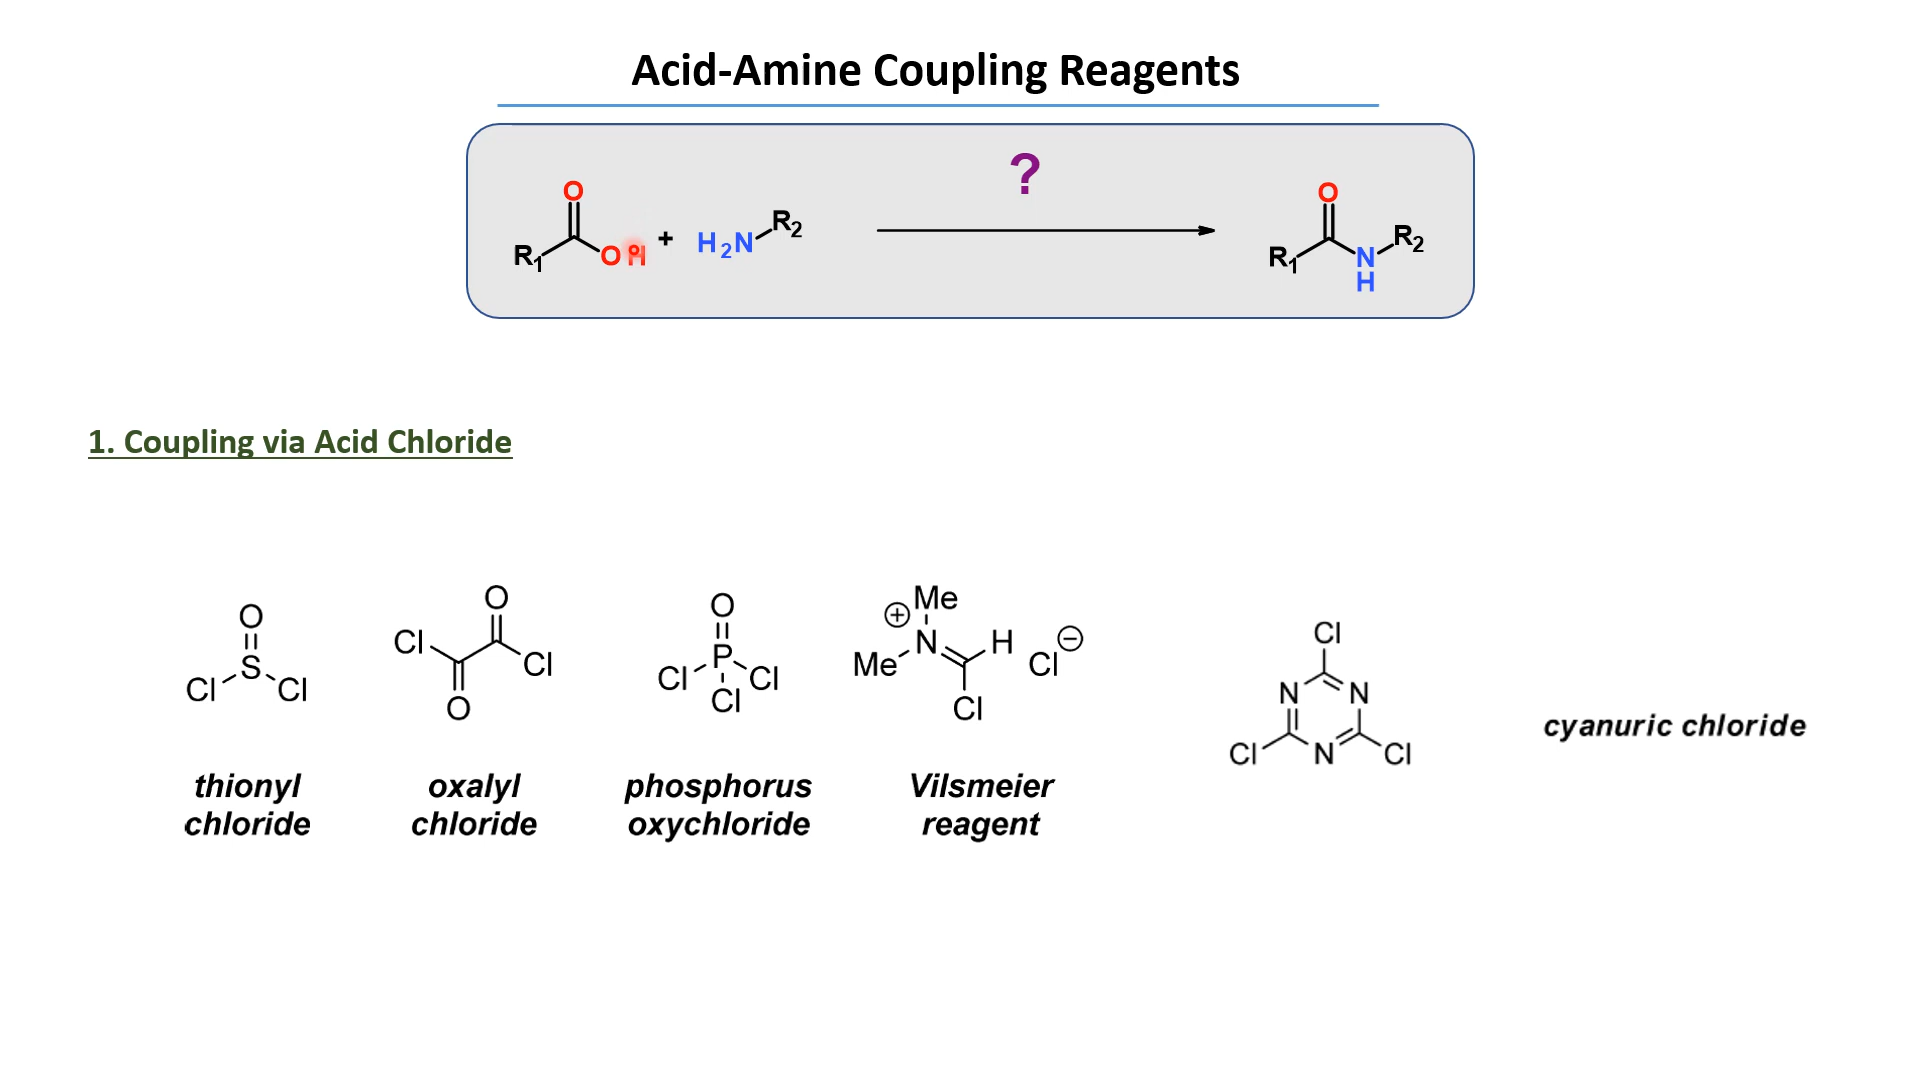 Acid-Amine Coupling Reagents
?
O
R1 OH + H2N R2
O
R1 N R2
H
1. Coupling via Acid Chloride
O
S
Cl Cl
O
Cl Cl
O
O
P
Cl Cl
Cl
⊕ Me
N H
Me Cl ⊖
Cl
Cl
N N
Cl N Cl
cyanuric chloride
thionyl
chloride
oxalyl
chloride
phosphorus
oxychloride
Vilsmeier
reagent